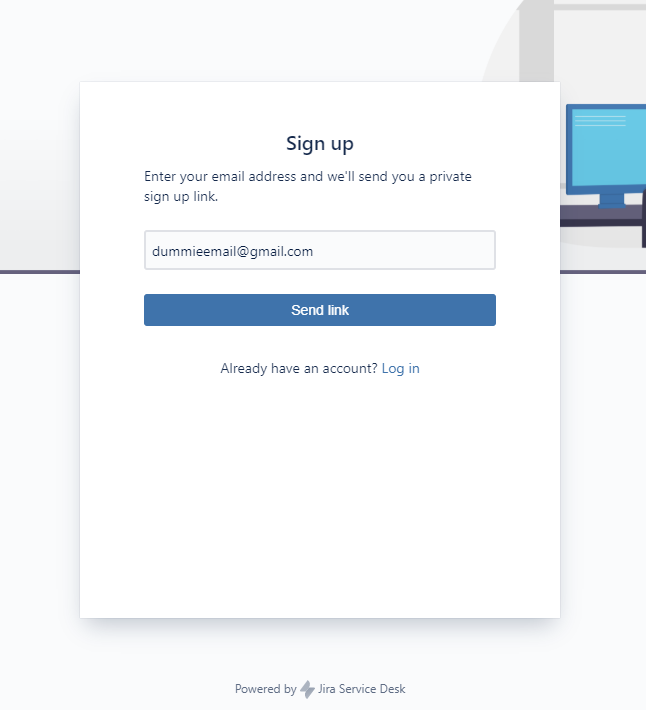 Sign up
Enter your email address and we'll send you a private
sign up link.
dummieemail@gmail.com
Send link
Already have an account? Log in
Powered by Jira Service Desk